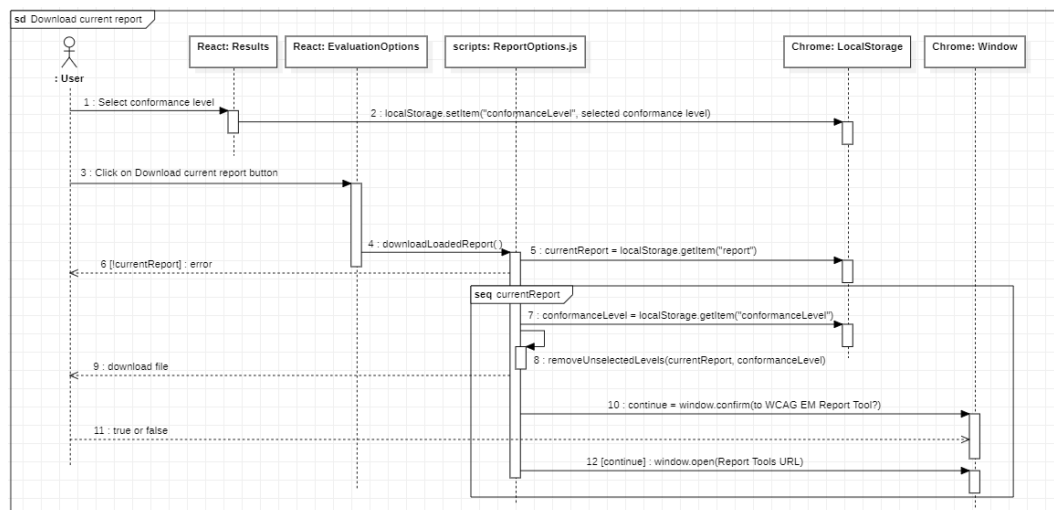 sd Download current report
React: Results
React: EvaluationOptions
scripts: ReportOptions.js
Chrome: LocalStorage
Chrome: Window
: User
1 : Select conformance level
2 : localStorage.setItem("conformanceLevel", selected conformance level)
3 : Click on Download current report button
4 : downloadLoadedReport( )
5 : currentReport = localStorage.getItem("report")
6 [!currentReport] : error
seq currentReport
7 : conformanceLevel = localStorage.getItem("conformanceLevel")
8 : removeUnselectedLevels(currentReport, conformanceLevel)
9 : download file
10 : continue = window.confirm(to WCAG EM Report Tool?)
11 : true or false
12 [continue] : window.open(Report Tools URL)